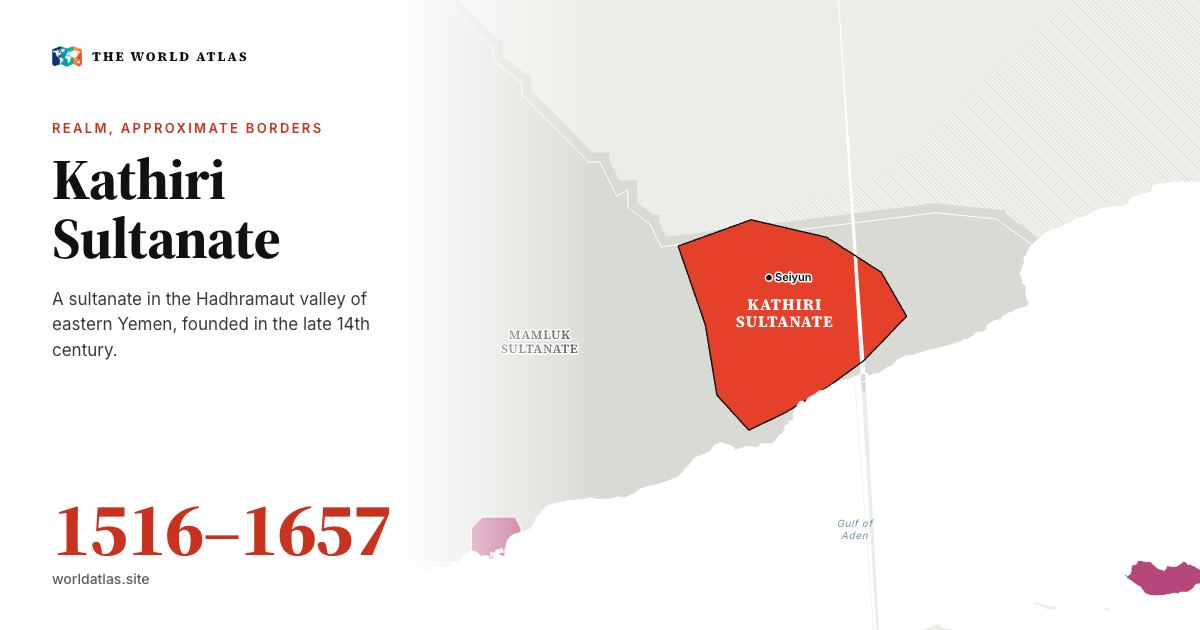 THE WORLD ATLAS
REALM, APPROXIMATE BORDERS
Kathiri
Sultanate
A sultanate in the Hadhramaut valley of
eastern Yemen, founded in the late 14th
century.
1516–1657
worldatlas.site
Seiyun
KATHIRI
SULTANATE
MAMLUK
SULTANATE
Gulf of
Aden